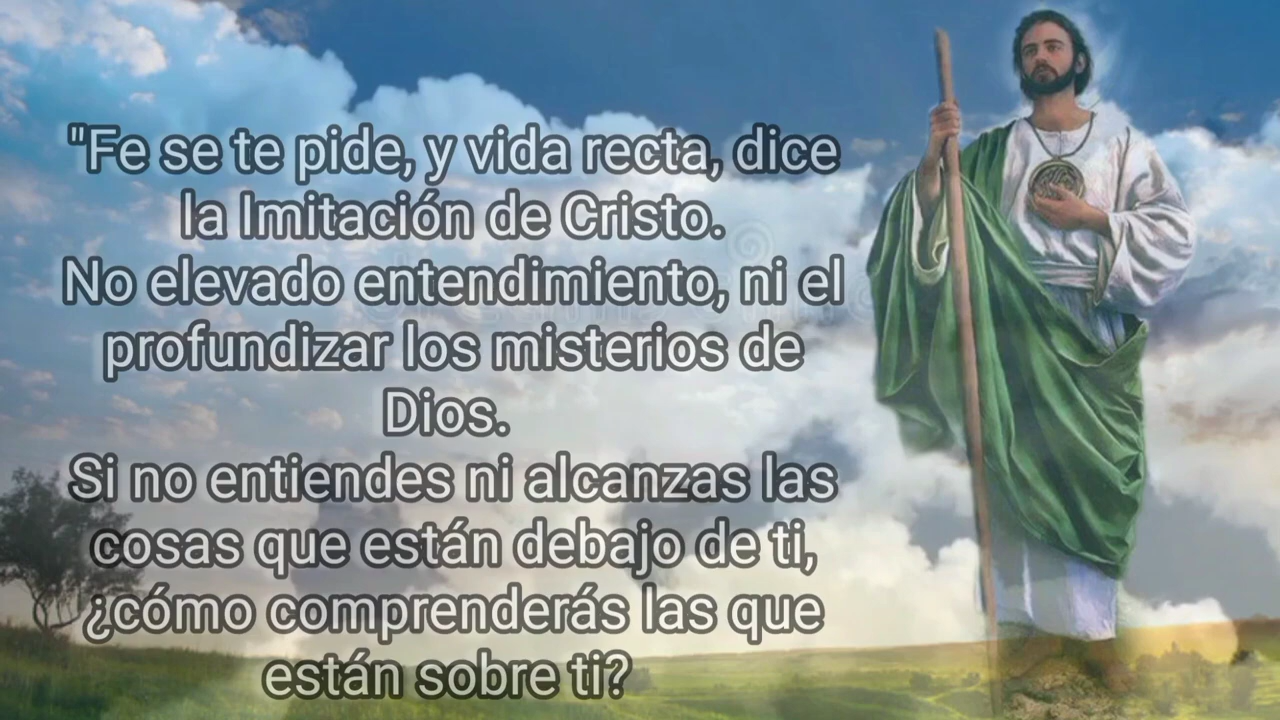 "Fe se te pide, y vida recta, dice
la Imitación de Cristo.
No elevado entendimiento, ni el
profundizar los misterios de
Dios.
Si no entiendes ni alcanzas las
cosas que están debajo de ti,
¿cómo comprenderás las que
están sobre ti?